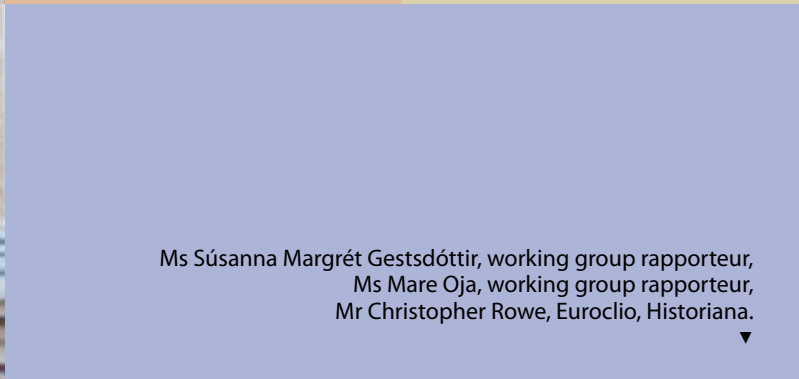 Ms Súsanna Margrét Gestsdóttir, working group rapporteur,
Ms Mare Oja, working group rapporteur,
Mr Christopher Rowe, Euroclio, Historiana.
▼